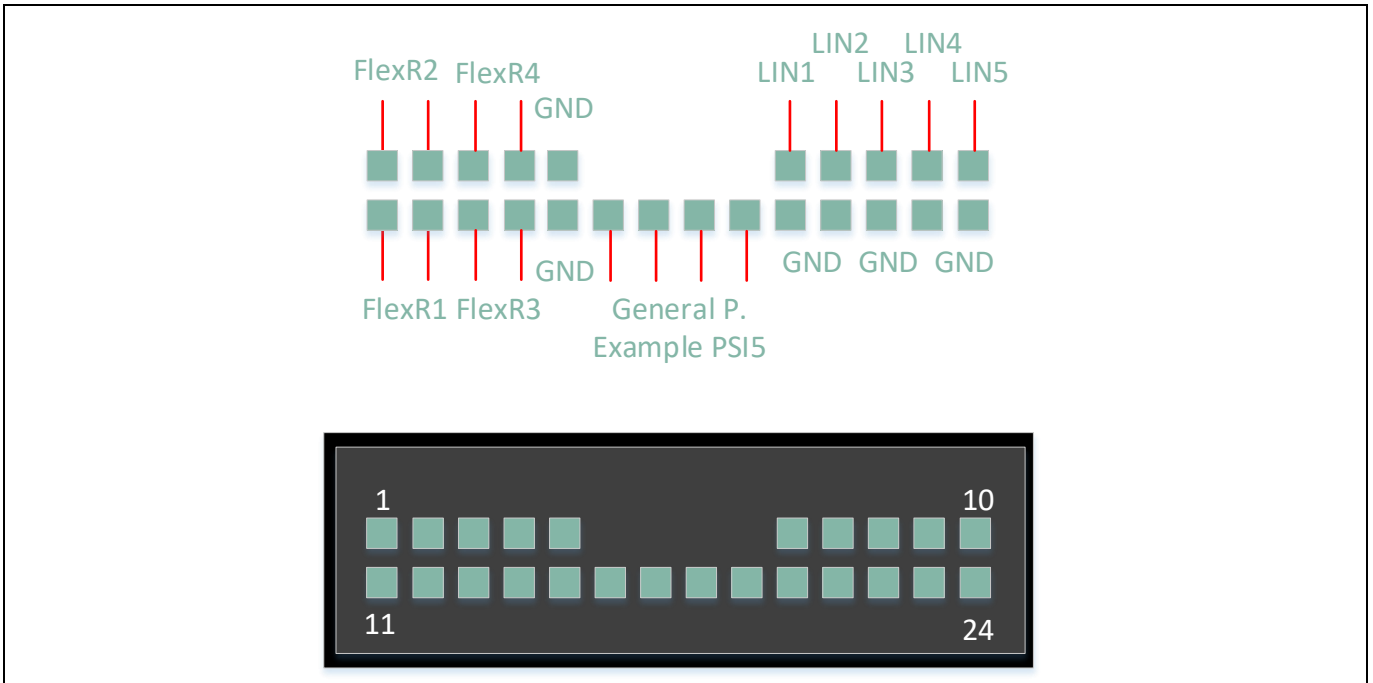 LIN2 LIN4
FlexR2 FlexR4 LIN1 LIN3 LIN5
GND
GND GND GND GND
FlexR1 FlexR3 General P.
Example PSI5
1 10
11 24